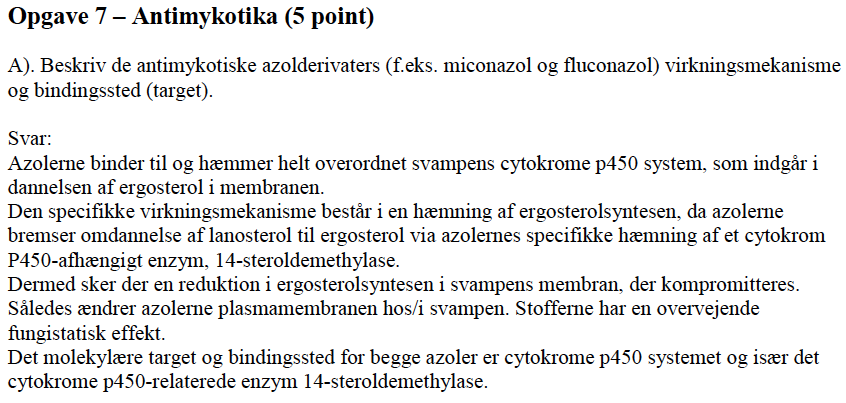 Opgave 7 – Antimykotika (5 point)
A). Beskriv de antimykotiske azolderivaters (f.eks. miconazol og fluconazol) virkningsmekanisme
og bindingssted (target).
Svar:
Azolerne binder til og hæmmer helt overordnet svampens cytokrome p450 system, som indgår i
dannelsen af ergosterol i membranen.
Den specifikke virkningsmekanisme består i en hæmning af ergosterolsyntesen, da azolerne
bremser omdannelse af lanosterol til ergosterol via azolernes specifikke hæmning af et cytokrom
P450-afhængigt enzym, 14-steroldemethylase.
Dermed sker der en reduktion i ergosterolsyntesen i svampens membran, der kompromitteres.
Således ændrer azolerne plasmamembranen hos/i svampen. Stofferne har en overvejende
fungistatisk effekt.
Det molekylære target og bindingssted for begge azoler er cytokrome p450 systemet og især det
cytokrome p450-relaterede enzym 14-steroldemethylase.